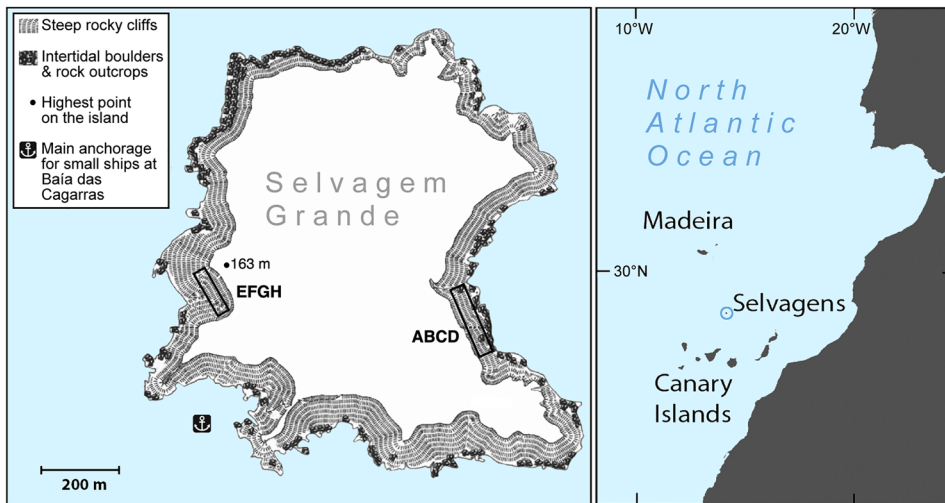 Steep rocky cliffs
Intertidal boulders
& rock outcrops
Highest point
on the island
Main anchorage
for small ships at
Baía das
Cagarras
Selvagem
Grande
163 m
EFGH
ABCD
200 m
10°W
20°W
North
Atlantic
Ocean
Madeira
30°N
Selvagens
Canary
Islands